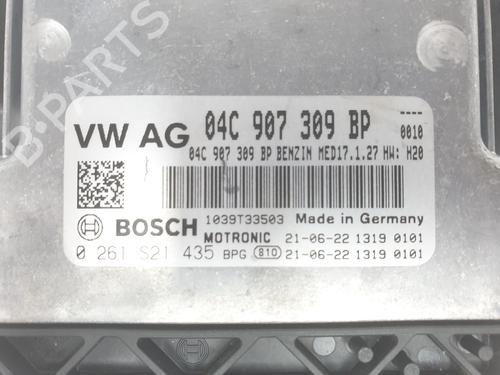 VW AG 04C 907 309 BP 0010
04C 907 309 BP BENZIN MED17.1.27 HW: H20
BOSCH 1039T33503 Made in Germany
MOTRONIC 21-06-22 1319 0101
0 261 S21 435 BPG 810 21-06-22 1319 0101
B-PARTS